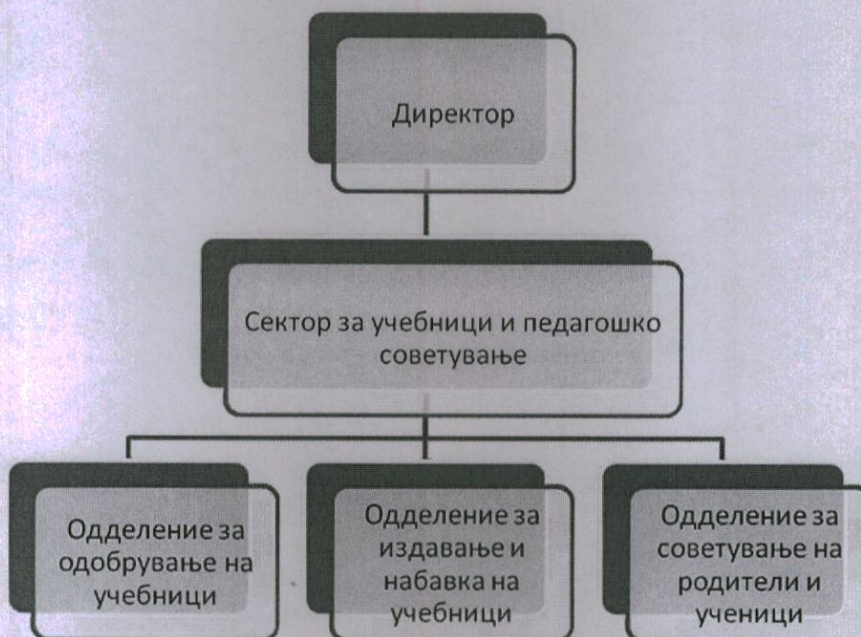 Директор
Сектор за учебници и педагошко
советување
Одделение за
одобрување на
учебници
Одделение за
издавање и
набавка на
учебници
Одделение за
советување на
родители и
ученици